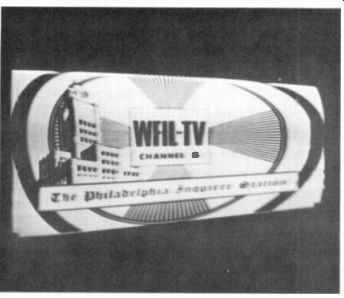 WFIL-TV
CHANNEL 6
The Philadelphia Inquirer Station